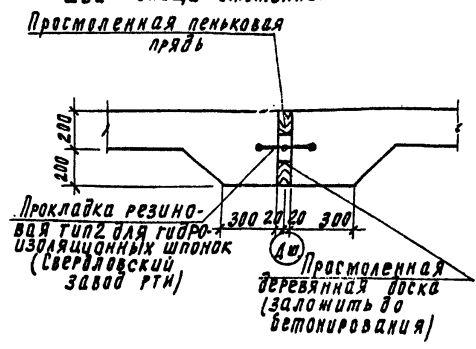 Просмоленная пеньковая
прядь
200
200
300 20 20 300
Прокладка резино-
вая тип2 для гидро-
изоляционных шпонок
(Свердловский
завод РТИ)
Дш
Просмоленная
деревянная доска
(заложить до
бетонирования)